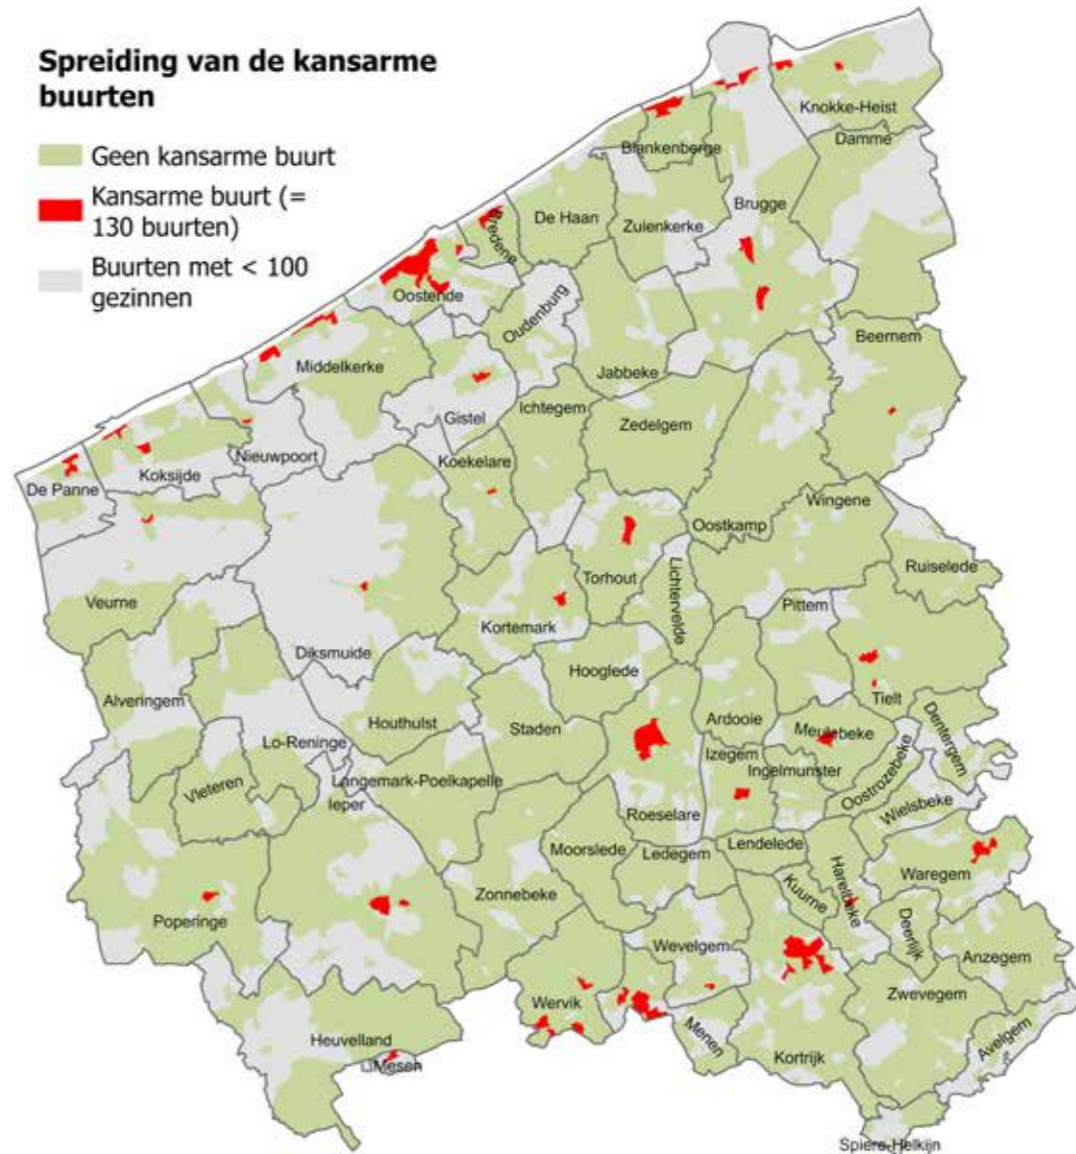 Spreiding van de kansarme
buurten
Geen kansarme buurt
Kansarme buurt (=
130 buurten)
Buurten met < 100
gezinnen
Knokke-Heist
Damme
Blankenberge
Brugge
De Haan
Zuienkerke
Bredene
Oostende
Oudenburg
Beernem
Middelkerke
Jabbeke
Ichtegem
Gistel
Zedelgem
Nieuwpoort
Koekelare
Koksijde
De Panne
Wingene
Oostkamp
Ruiselede
Torhout
Lichtervelde
Veurne
Pittem
Kortemark
Diksmuide
Hooglede
Tielt
Alveringem
Houthulst
Staden
Ardooie
Dentergem
Meulebeke
Lo-Reninge
Izegem
Oostrozebeke
Vleteren
Langemark-Poelkapelle
Ingelmunster
Ieper
Wielsbeke
Roeselare
Lendelede
Moorslede
Ledegem
Waregem
Harelbeke
Zonnebeke
Kuurne
Poperinge
Deerlijk
Wevelgem
Anzegem
Zwevegem
Wervik
Avelgem
Heuvelland
Menen
Mesen
Kortrijk
Spiere-Helkijn